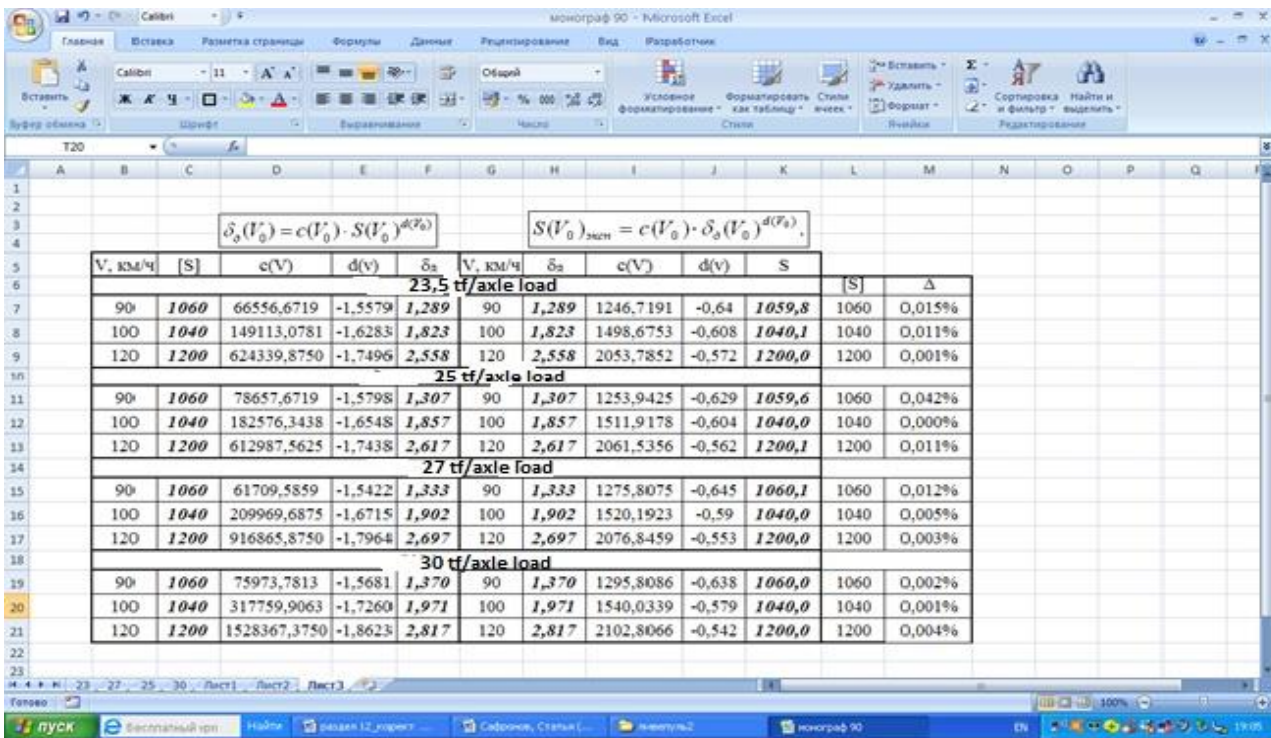 монограф 90 - Microsoft Excel
Главная Вставка Разметка страницы Формулы Данные Рецензирование Вид Разработчик
Вставить
Calibri 11 Общий
Ж К Ч
Условное форматирование
Форматировать как таблицу
Стили ячеек
Вставить
Удалить
Формат
Сортировка и фильтр
Найти и выделить
Буфер обмена Шрифт Выравнивание Число Стили Ячейки Редактирование
T20 fx
A B C D E F G H I J K L M N O P Q
δ∂(V0) = c(V0) · S(V0)^d(V0) S(V0)экст = c(V0) · δ∂(V0)^d(V0).
V, км/ч [S] c(V) d(v) δд V, км/ч δд c(V) d(v) S
23,5 tf/axle load [S] Δ
90 1060 66556,6719 -1,5579 1,289 90 1,289 1246,7191 -0,64 1059,8 1060 0,015%
100 1040 149113,0781 -1,6283 1,823 100 1,823 1498,6753 -0,608 1040,1 1040 0,011%
120 1200 624339,8750 -1,7496 2,558 120 2,558 2053,7852 -0,572 1200,0 1200 0,001%
25 tf/axle load
90 1060 78657,6719 -1,5798 1,307 90 1,307 1253,9425 -0,629 1059,6 1060 0,042%
100 1040 182576,3438 -1,6548 1,857 100 1,857 1511,9178 -0,604 1040,0 1040 0,000%
120 1200 612987,5625 -1,7438 2,617 120 2,617 2061,5356 -0,562 1200,1 1200 0,011%
27 tf/axle load
90 1060 61709,5859 -1,5422 1,333 90 1,333 1275,8075 -0,645 1060,1 1060 0,012%
100 1040 209969,6875 -1,6715 1,902 100 1,902 1520,1923 -0,59 1040,0 1040 0,005%
120 1200 916865,8750 -1,7964 2,697 120 2,697 2076,8459 -0,553 1200,0 1200 0,003%
30 tf/axle load
90 1060 75973,7813 -1,5681 1,370 90 1,370 1295,8086 -0,638 1060,0 1060 0,002%
100 1040 317759,9063 -1,7260 1,971 100 1,971 1540,0339 -0,579 1040,0 1040 0,001%
120 1200 1528367,3750 -1,8623 2,817 120 2,817 2102,8066 -0,542 1200,0 1200 0,004%
23 27 25 30 Лист1 Лист2 Лист3
Готово 100%
пуск Найти Сафронов, Статья (... монограф 90 EN 19:05